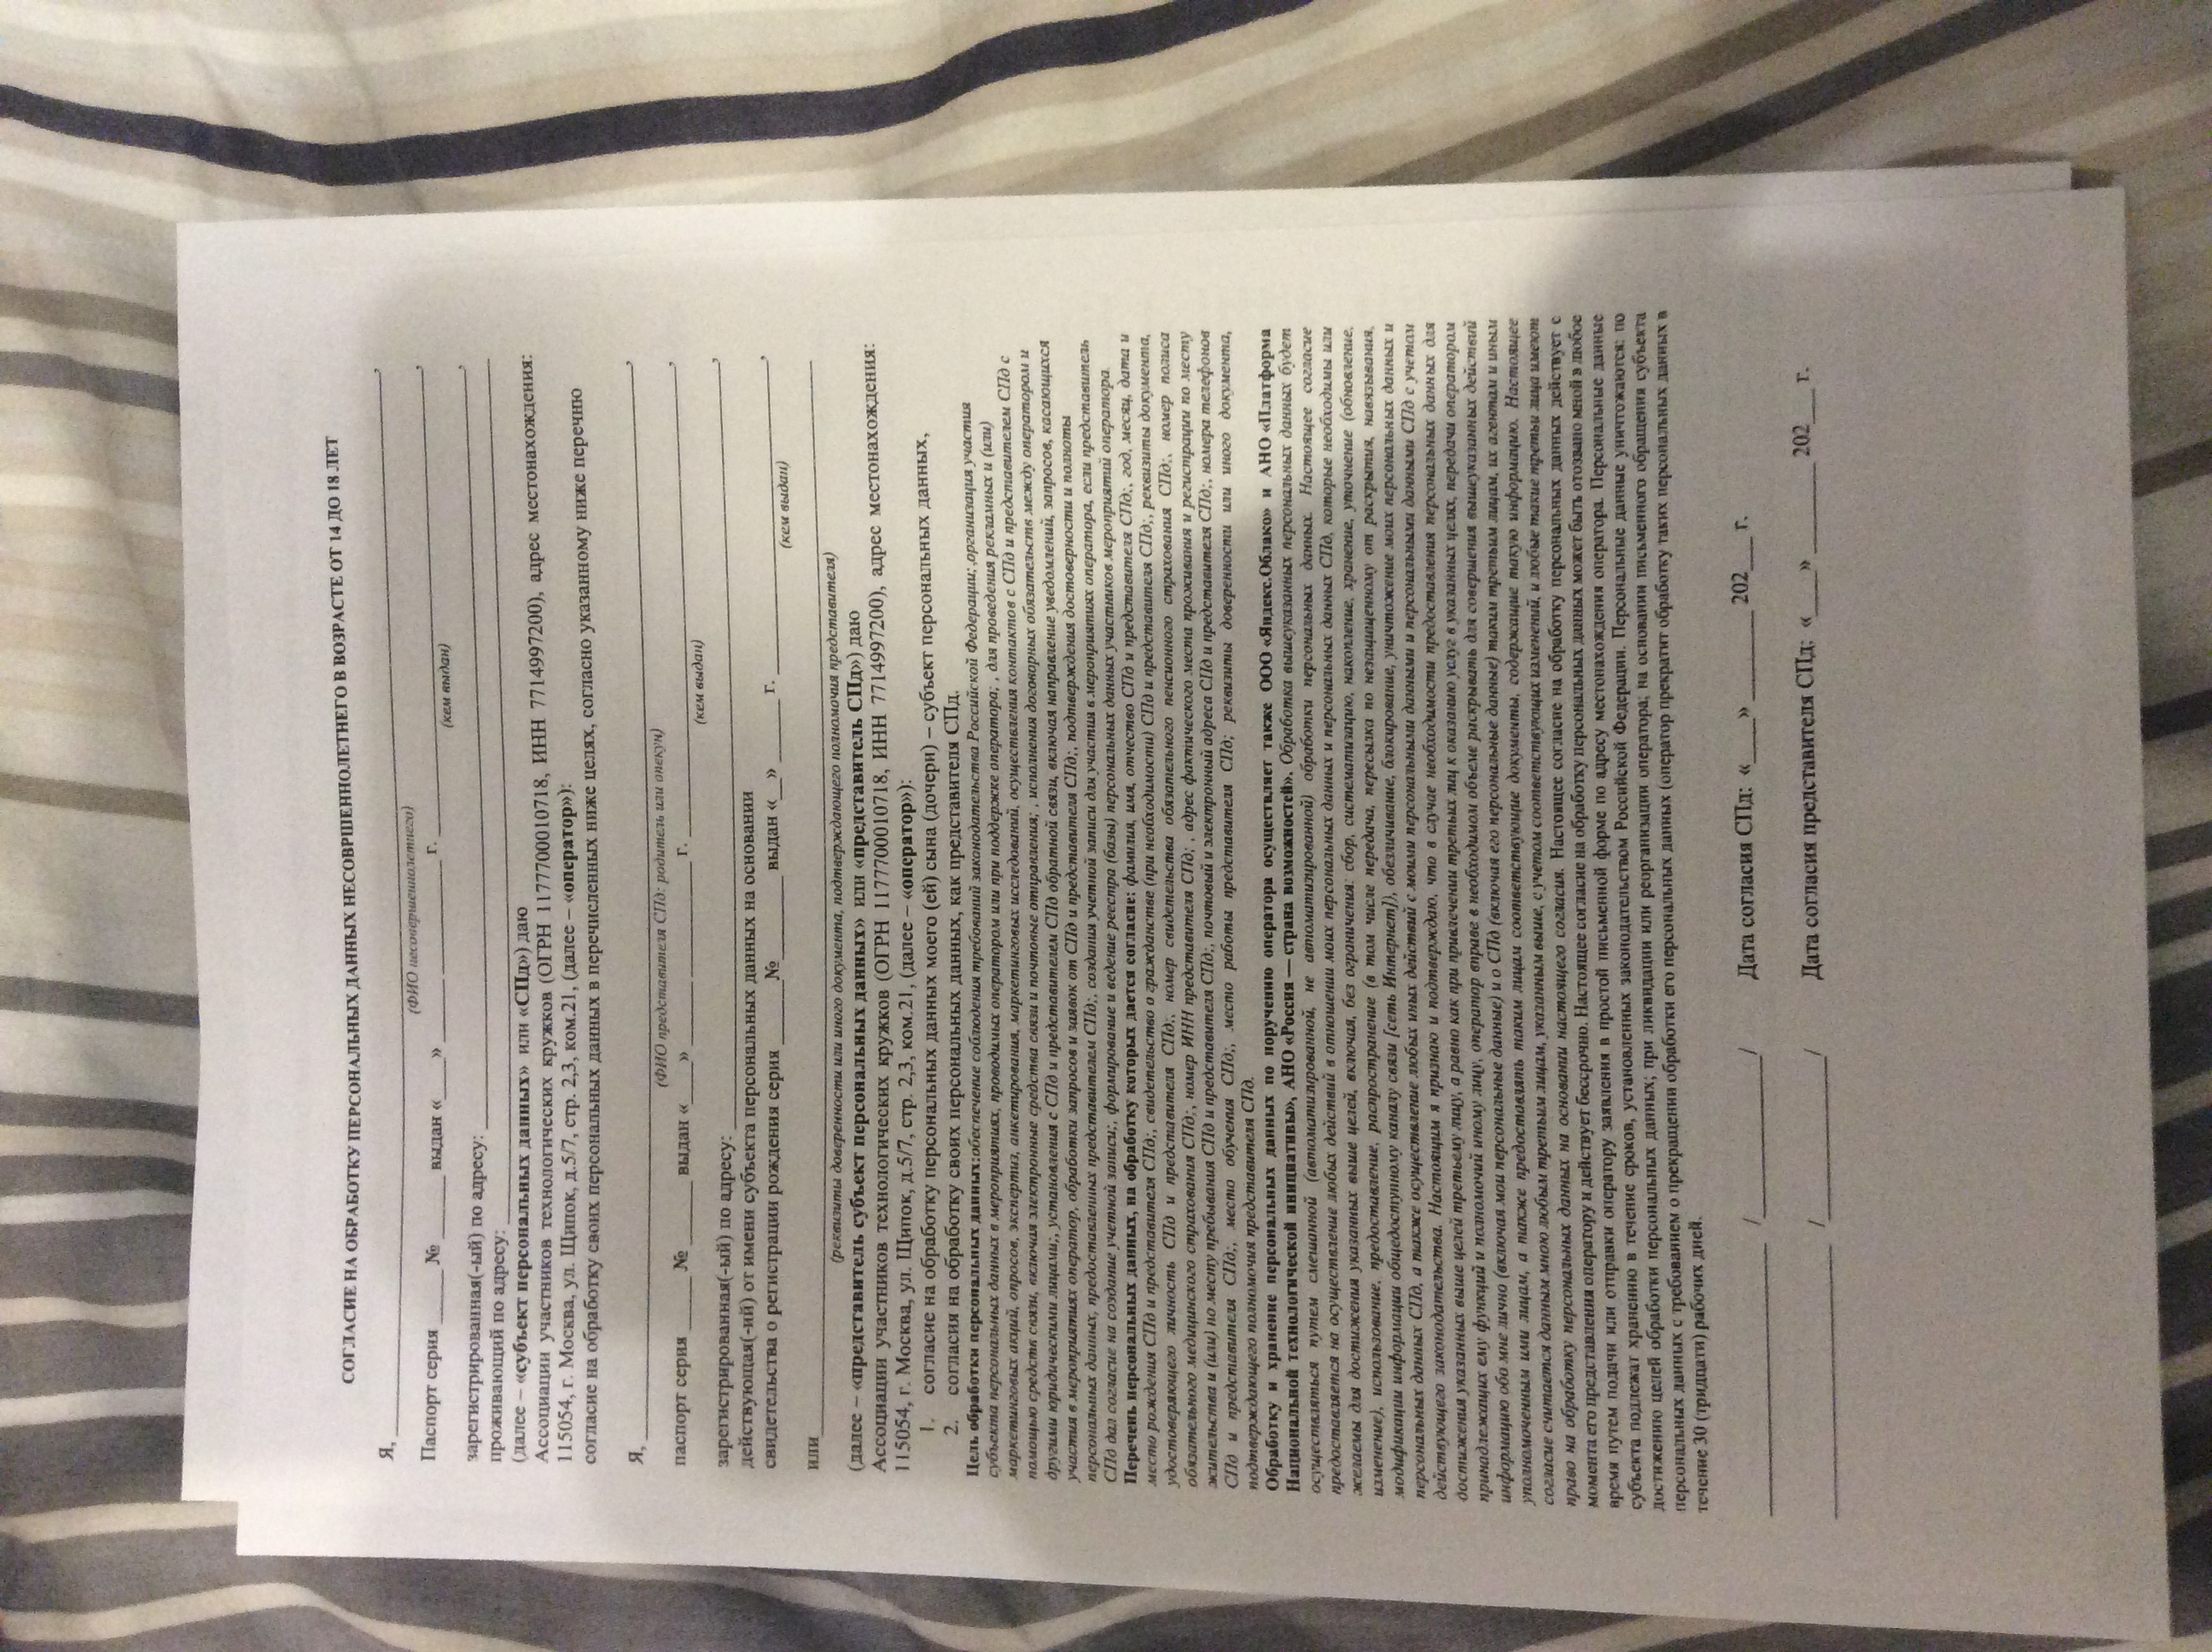 СОГЛАСИЕ НА ОБРАБОТКУ ПЕРСОНАЛЬНЫХ ДАННЫХ НЕСОВРШЕННОЛЕТНЕГО В ВОЗРАСТЕ ОТ 14 ДО 18 ЛЕТ
Я, ______________________________,
(ФИО несовершеннолетнего)
Паспорт серия _____ № ______ выдан «____» ______ ___________ г. ______________________________,
(кем выдан)
зарегистрированная(-ый) по адресу: ______________________________,
проживающий по адресу: ______________________________
(далее – «субъект персональных данных» или «СПд») даю
Ассоциации участников технологических кружков (ОГРН 1177700010718, ИНН 7714997200), адрес местонахождения:
115054, г. Москва, ул. Щипок, д.5/7, стр. 2,3, ком.21, (далее – «оператор»):
согласие на обработку своих персональных данных в перечисленных ниже целях, согласно указанному ниже перечню
Я, ______________________________,
(ФИО представителя СПд: родитель или опекун)
паспорт серия _____ № ______ выдан «____» ______ ___________ г. ______________________________,
(кем выдан)
зарегистрированная(-ый) по адресу: ______________________________,
действующая(-ий) от имени субъекта персональных данных на основании
свидетельства о регистрации рождения серия ______№________ выдан «__» ______ г. ______________________________,
(кем выдан)
или______________________________
(реквизиты доверенности или иного документа, подтверждающего полномочия представителя)
(далее – «представитель субъект персональных данных» или «представитель СПд») даю
Ассоциации участников технологических кружков (ОГРН 1177700010718, ИНН 7714997200), адрес местонахождения:
115054, г. Москва, ул. Щипок, д.5/7, стр. 2,3, ком.21, (далее – «оператор»):
1. согласие на обработку персональных данных моего (ей) сына (дочери) – субъект персональных данных,
2. согласия на обработку своих персональных данных, как представителя СПд.
Цель обработки персональных данных:обеспечение соблюдения требований законодательства Российской Федерации; ,организация участия
субъекта персональных данных в мероприятиях, проводимых оператором или при поддержке оператора; , для проведения рекламных и (или)
маркетинговых акций, опросов, экспертиз, анкетирования, маркетинговых исследований, осуществления контактов с СПд и представителем СПд с
помощью средств связи, включая электронные средства связи и почтовые отправления; , исполнения договорных обязательств между оператором и
другими юридическими лицами;, установления с СПд и представителем СПд обратной связи, включая направление уведомлений, запросов, касающихся
участия в мероприятиях оператор, обработки запросов и заявок от СПд и представителя СПд;, подтверждения достоверности и полноты
персональных данных, предоставленных представителем СПд;, создания учетной записи для участия в мероприятиях оператора, если представитель
СПд дал согласие на создание учетной записи;, формирование и ведение реестра (базы) персональных данных участников мероприятий оператора
Перечень персональных данных, на обработку которых дается согласие: фамилия, имя, отчество СПд и представителя СПд;, год, месяц, дата и
место рождения СПд и представителя СПд;, свидетельство о гражданстве (при необходимости) СПд и представителя СПд;, реквизиты документа,
удостоверяющего личность СПд и представителя СПд;, номер свидетельства обязательного пенсионного страхования СПд;, номер полиса
обязательного медицинского страхования СПд;, номер ИНН представителя СПд; , адрес фактического места проживания и регистрации по месту
жительства и (или) по месту пребывания СПд и представителя СПд;, почтовый и электронный адреса СПд и представителя СПд;, номера телефонов
СПд и представителя СПд;, место обучения СПд;, место работы представителя СПд; реквизиты доверенности или иного документа,
подтверждающего полномочия представителя СПд.
Обработку и хранение персональных данных по поручению оператора осуществляет также ООО «Яндекс.Облако» и АНО «Платформа
Национальной технологической инициативы», АНО «Россия — страна возможностей». Обработка вышеуказанных персональных данных будет
осуществляться путем смешанной (автоматизированной, не автоматизированной) обработки персональных данных. Настоящее согласие
предоставляется на осуществление любых действий в отношении моих персональных данных и персональных данных СПд, которые необходимы или
желаемы для достижения указанных выше целей, включая, без ограничения: сбор, систематизацию, накопление, хранение, уточнение (обновление,
изменение), использование, предоставление, распространение (в том числе передача, пересылка по незащищенному от раскрытия, навязывания,
модификации информации общедоступному каналу связи [сеть Интернет]), обезличивание, блокирование, уничтожение моих персональных данных и
персональных данных СПд, а также осуществление любых иных действий с моими персональными данными и персональными данными СПд с учетом
действующего законодательства. Настоящим я признаю и подтверждаю, что в случае необходимости предоставления персональных данных для
достижения указанных выше целей третьему лицу, а равно как при привлечении третьих лиц к оказанию услуг в указанных целях, передачи оператором
принадлежащих ему функций и полномочий иному лицу, оператор вправе в необходимом объеме раскрывать для совершения вышеуказанных действий
информацию обо мне лично (включая мои персональные данные) и о СПд (включая его персональные данные) таким третьим лицам, их агентам и иным
уполномоченным ими лицам, а также предоставлять таким лицам соответствующие документы, содержащие такую информацию. Настоящее
согласие считается данным мною любым третьим лицам, указанным выше, с учетом соответствующих изменений, и любые такие третьи лица имеют
право на обработку персональных данных на основании настоящего согласия. Настоящее согласие на обработку персональных данных действует с
момента его представления оператору и действует бессрочно. Настоящее согласие на обработку персональных данных может быть отозвано мной в любое
время путем подачи или отправки оператору заявления в простой письменной форме по адресу местонахождения оператора. Персональные данные
субъекта подлежат хранению в течение сроков, установленных законодательством Российской Федерации. Персональные данные уничтожаются: по
достижению целей обработки персональных данных; при ликвидации или реорганизации оператора; на основании письменного обращения субъекта
персональных данных с требованием о прекращении обработки его персональных данных (оператор прекратит обработку таких персональных данных в
течение 30 (тридцати) рабочих дней.
_________________________ /_______________/ Дата согласия СПд: «____» ________ 202___ г.
_________________________ /_______________/ Дата согласия представителя СПд: «____» ________ 202___ г.